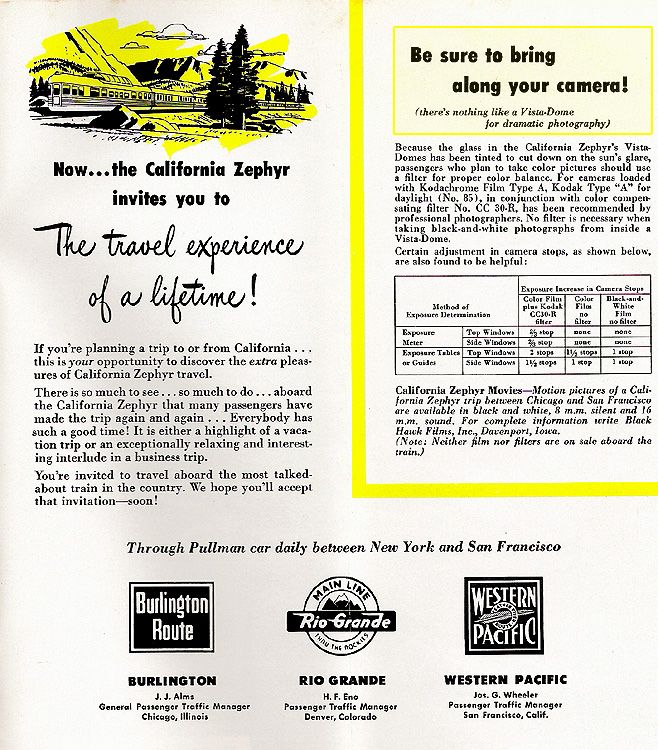 Now...the California Zephyr
invites you to
The travel experience
of a lifetime!
If you're planning a trip to or from California . . .
this is your opportunity to discover the extra pleas-
ures of California Zephyr travel.
There is so much to see . . . so much to do . . . aboard
the California Zephyr that many passengers have
made the trip again and again . . . Everybody has
such a good time! It is either a highlight of a vaca-
tion trip or an exceptionally relaxing and interest-
ing interlude in a business trip.
You're invited to travel aboard the most talked-
about train in the country. We hope you'll accept
that invitation—soon!
Be sure to bring
along your camera!
(there's nothing like a Vista-Dome
for dramatic photography)
Because the glass in the California Zephyr's Vista-
Domes has been tinted to cut down on the sun's glare,
passengers who plan to take color pictures should use
a filter for proper color balance. For cameras loaded
with Kodachrome Film Type A, Kodak Type "A" for
daylight (No. 85), in conjunction with color compen-
sating filter No. CC 30-R, has been recommended by
professional photographers. No filter is necessary when
taking black-and-white photographs from inside a
Vista-Dome.
Certain adjustment in camera stops, as shown below,
are also found to be helpful:
Method of
Exposure Determination
Exposure Increase in Camera Stops
Color Film
plus Kodak
CC30-R
filter
Color
Film
no
filter
Black-and-
White
Film
no filter
Exposure Top Windows ⅔ stop none none
Meter Side Windows ⅔ stop none none
Exposure Tables Top Windows 2 stops 1½ stops 1 stop
or Guides Side Windows 1½ stops 1 stop 1 stop
California Zephyr Movies—Motion pictures of a Cali-
fornia Zephyr trip between Chicago and San Francisco
are available in black and white, 8 m.m. silent and 16
m.m. sound. For complete information write Black
Hawk Films, Inc., Davenport, Iowa.
(Note: Neither film nor filters are on sale aboard the
train.)
Through Pullman car daily between New York and San Francisco
Burlington
Route
MAIN LINE
Rio Grande
THRU THE ROCKIES
WESTERN
PACIFIC
BURLINGTON
J. J. Alms
General Passenger Traffic Manager
Chicago, Illinois
RIO GRANDE
H. F. Eno
Passenger Traffic Manager
Denver, Colorado
WESTERN PACIFIC
Jos. G. Wheeler
Passenger Traffic Manager
San Francisco, Calif.